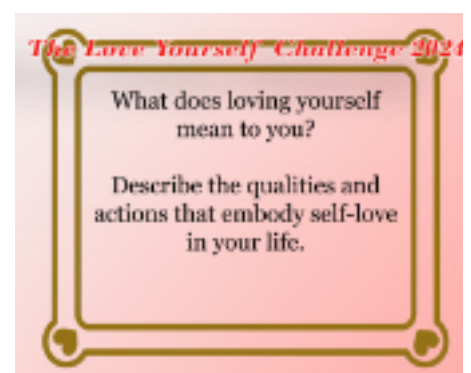 The Love Yourself Challenge 2024
What does loving yourself
mean to you?
Describe the qualities and
actions that embody self-love
in your life.